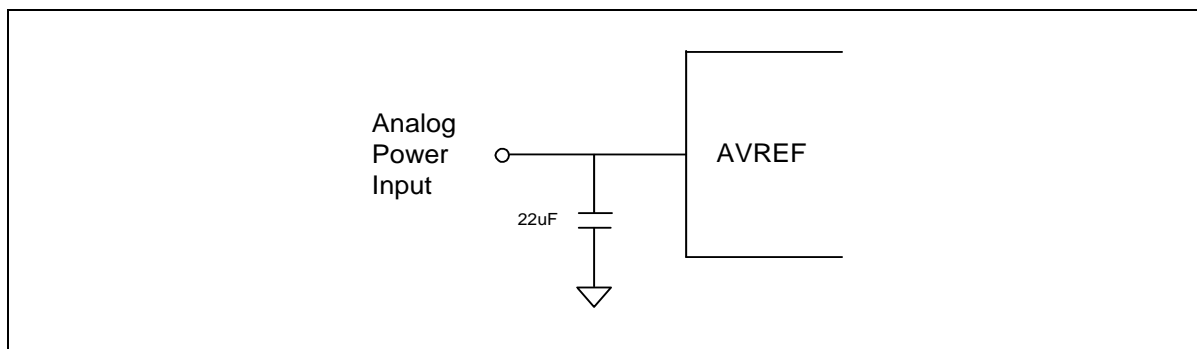 Analog
Power
Input
AVREF
22uF